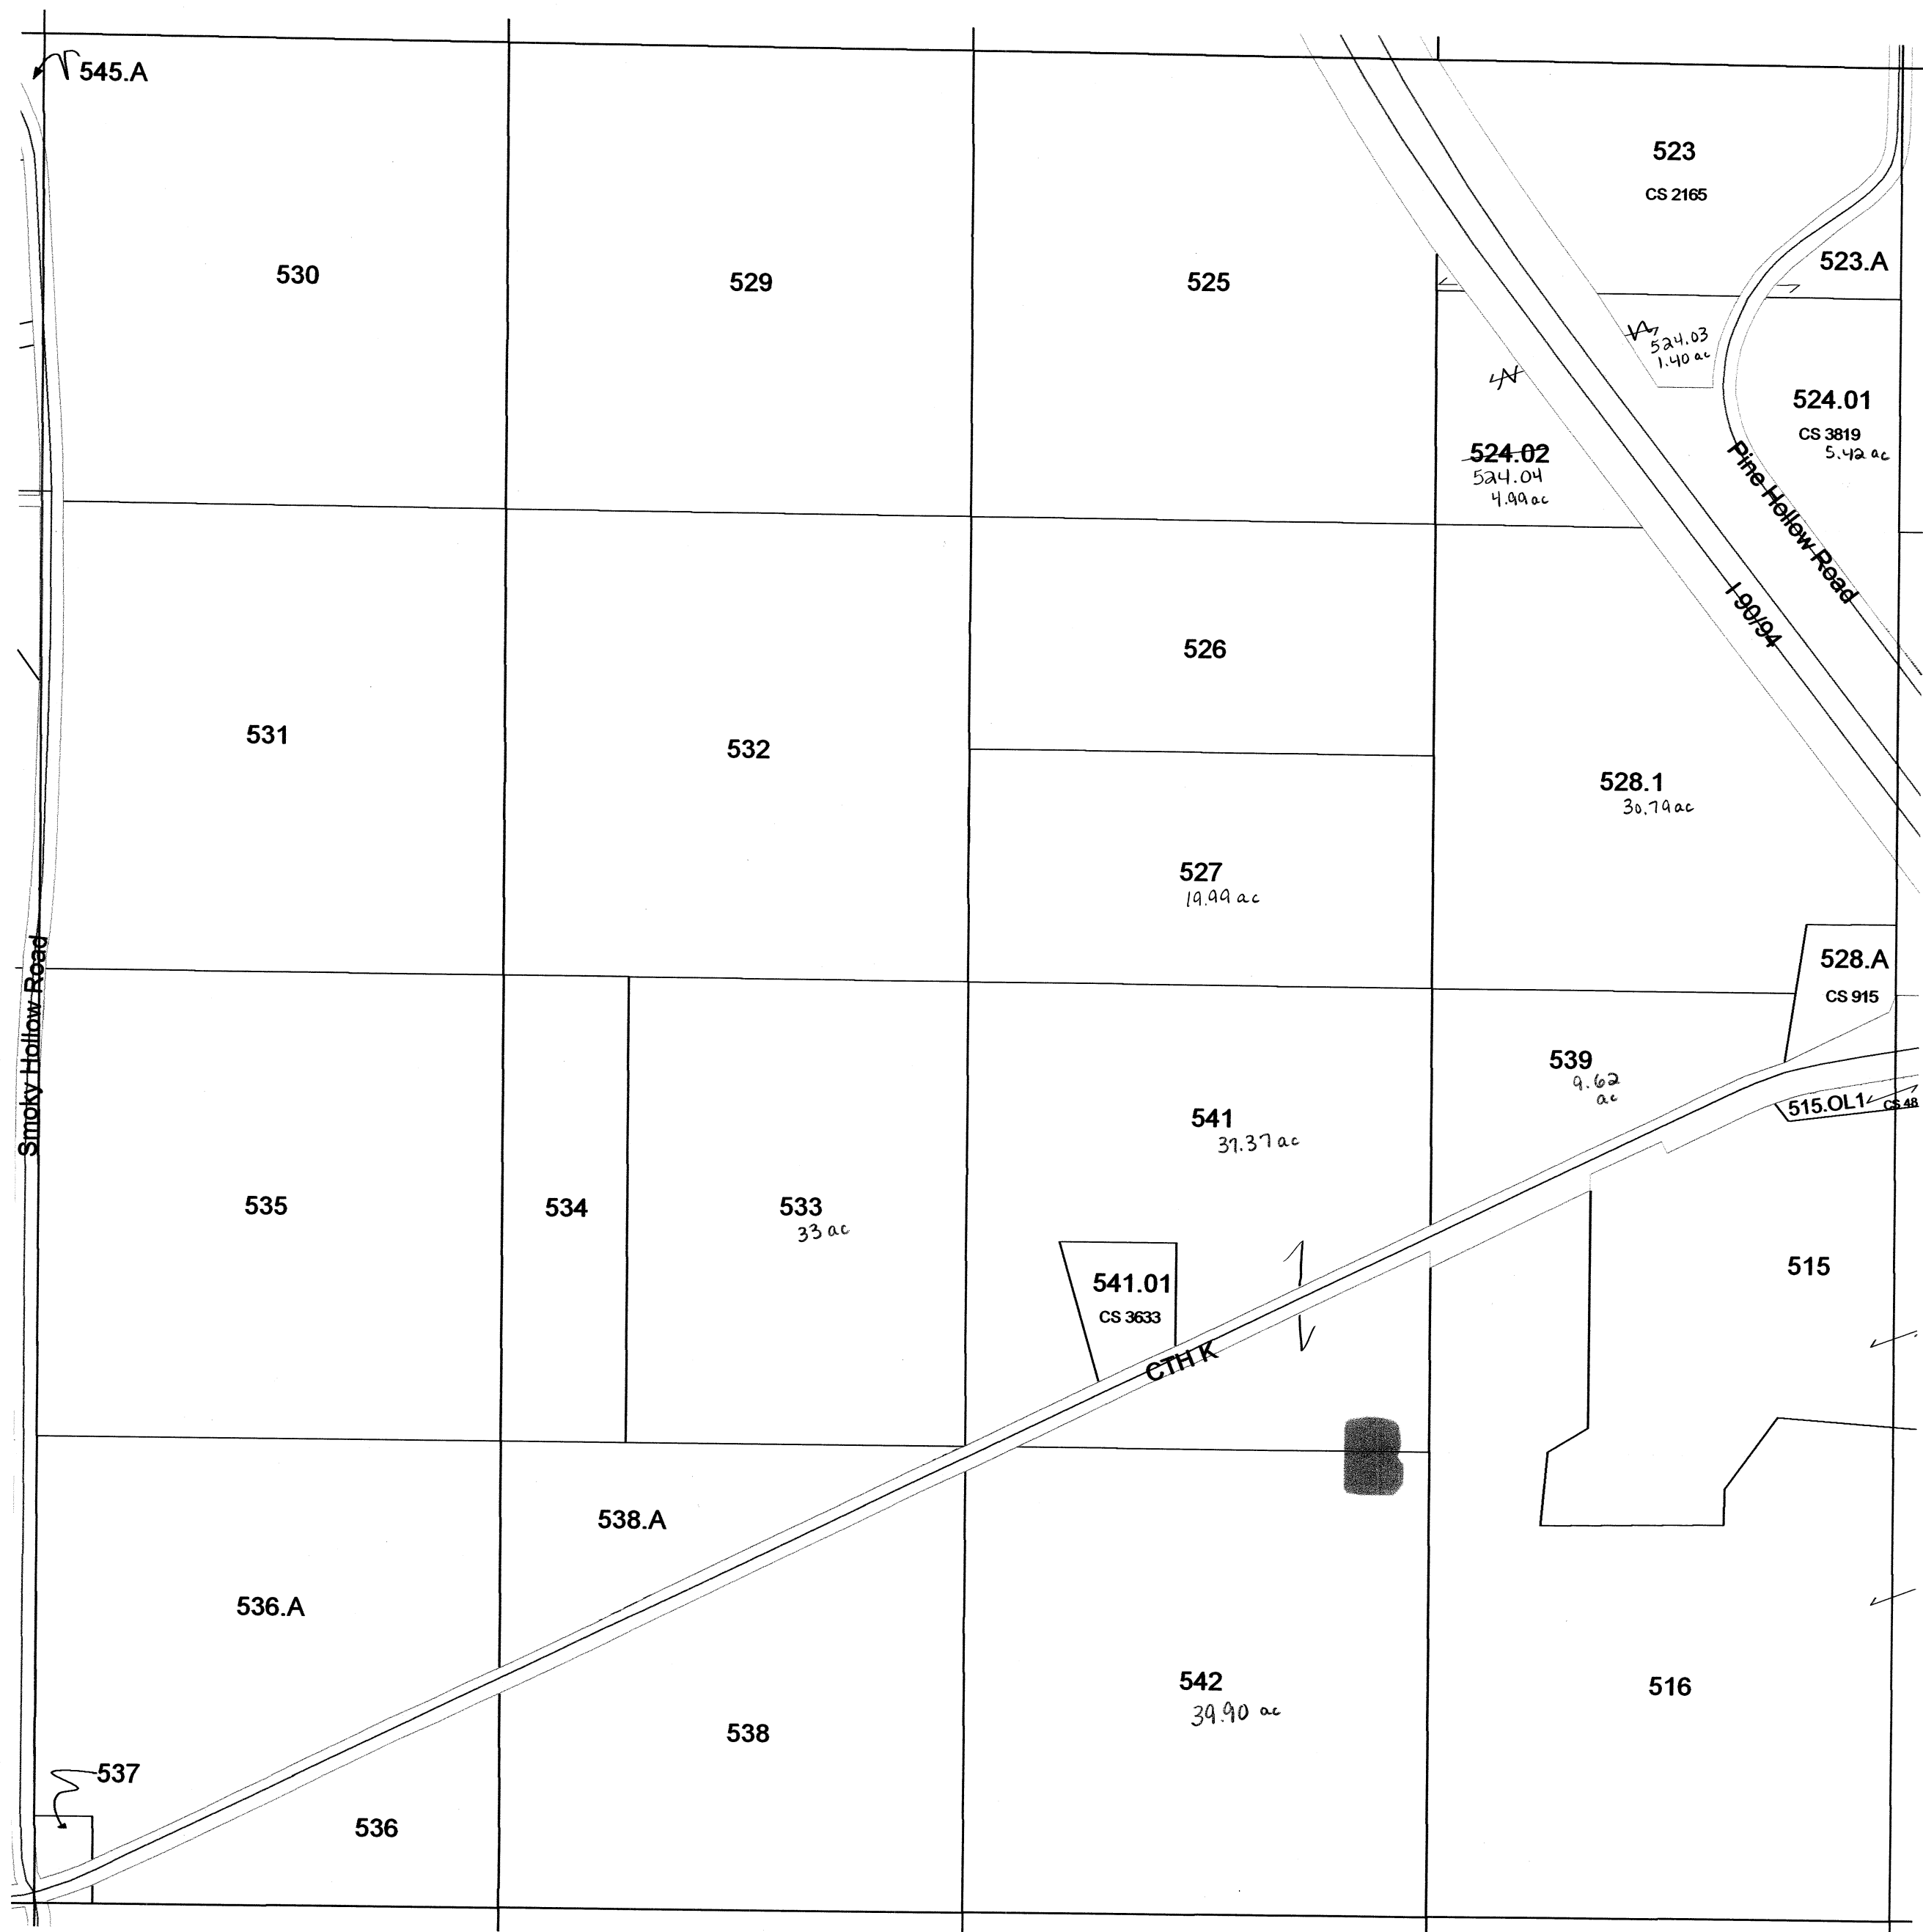 545.A
523
CS 2165
523.A
530
529
525
524.03
1.40 ac
524.01
CS 3819
5.42 ac
524.02
524.04
4.99 ac
Pine Hollow Road
I 90/94
526
531
532
528.1
30.79 ac
527
19.99 ac
Smoky Hollow Road
528.A
CS 915
539
9.62
ac
515.OL1
CS 48
541
37.37 ac
535
534
533
33 ac
515
541.01
CS 3633
CTH K
538.A
536.A
542
39.90 ac
516
538
537
536